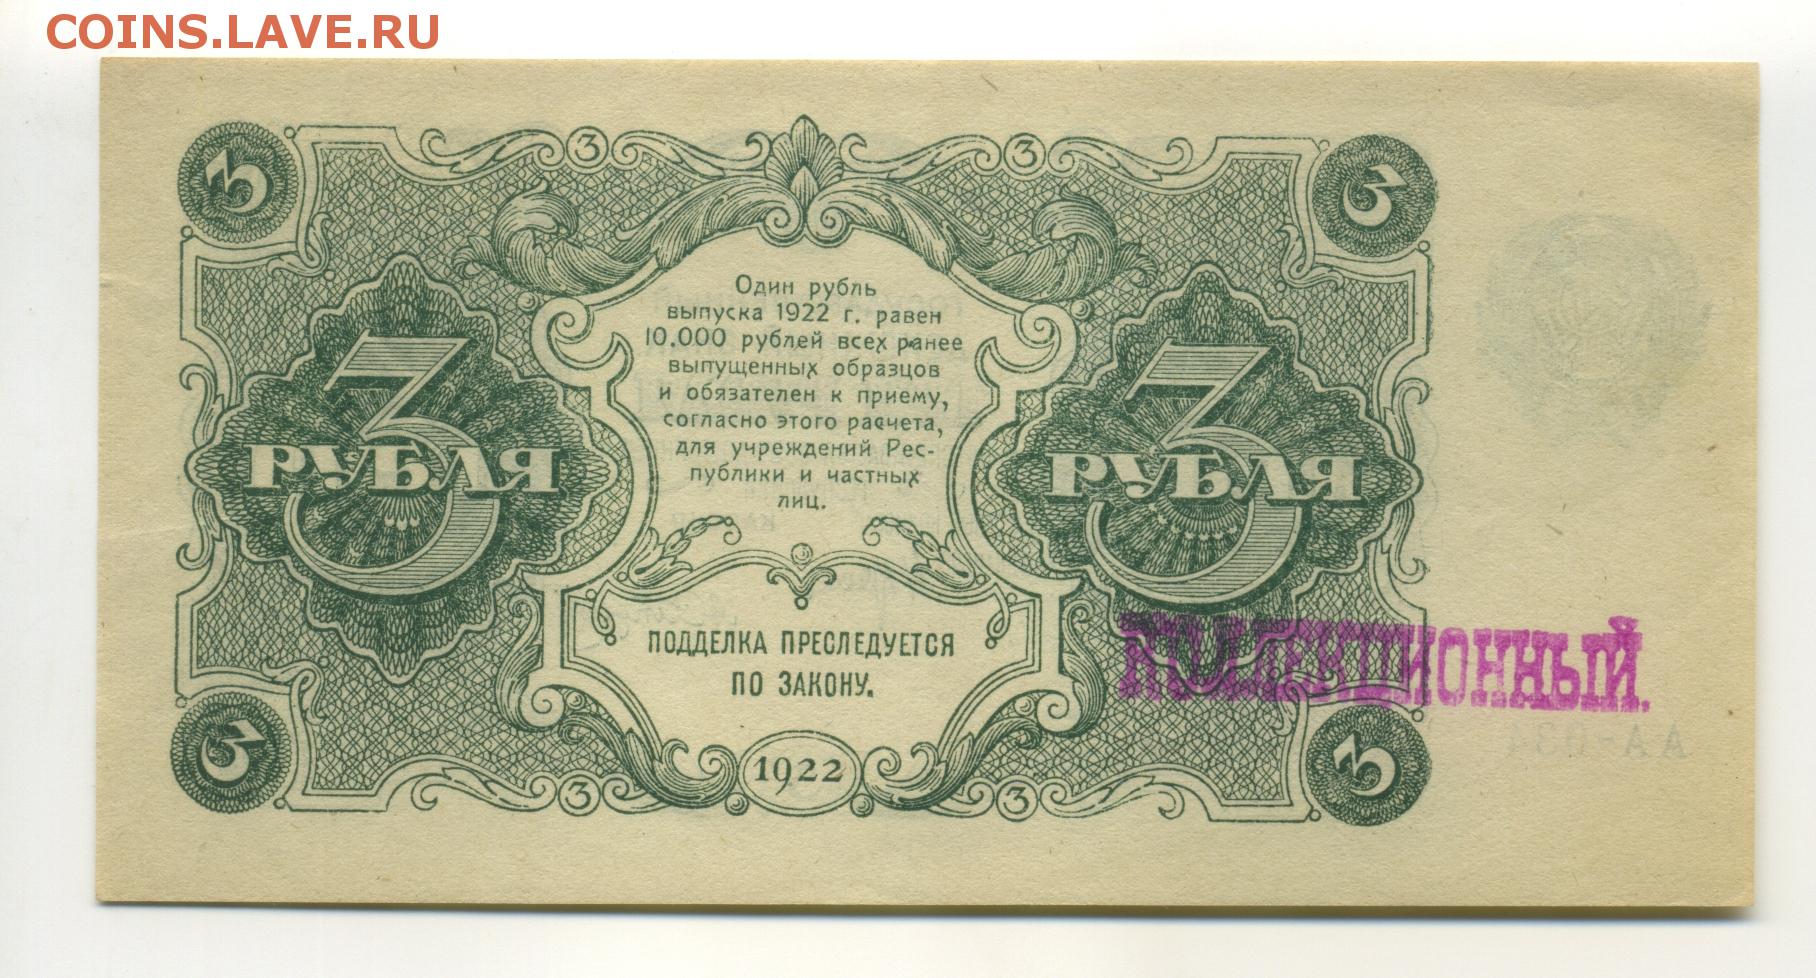 COINS.LAVE.RU
3
3
3
3
Один рубль
выпуска 1922 г. равен
10.000 рублей всех ранее
выпущенных образцов
и обязателен к приему,
согласно этого расчета,
для учреждений Рес-
публики и частных
лиц.
3 РУБЛЯ
3 РУБЛЯ
ПОДДЕЛКА ПРЕСЛЕДУЕТСЯ
ПО ЗАКОНУ.
КОЛЛЕКЦИОННЫЙ.
АА-034
3
3
1922
3
3